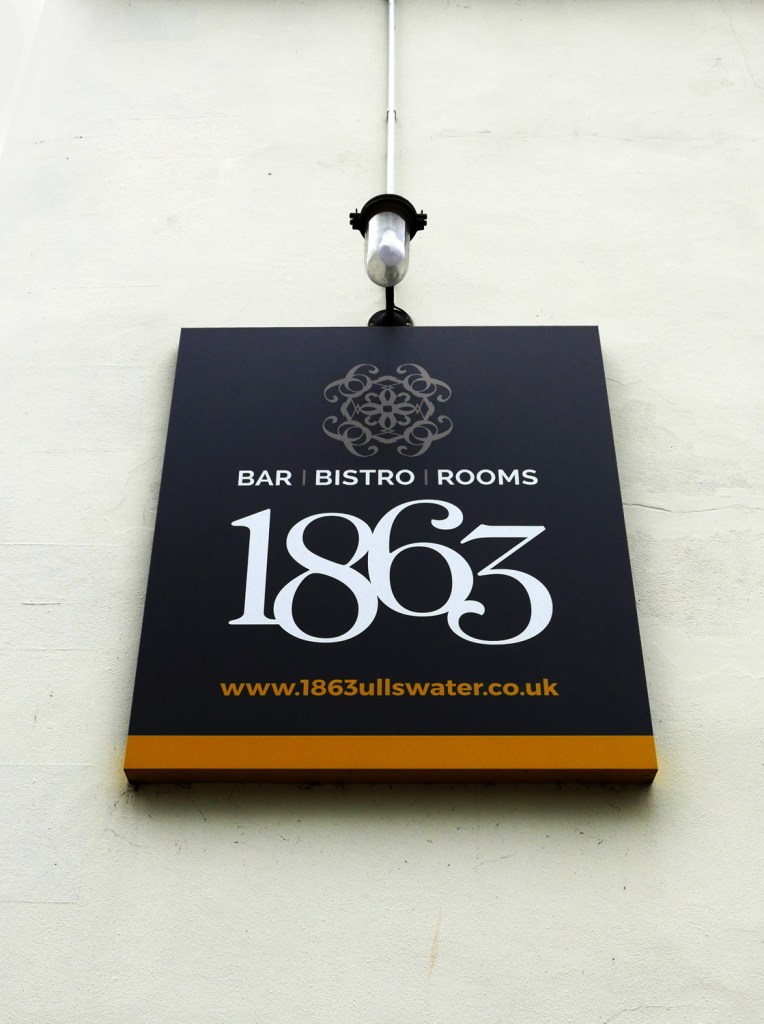 BAR | BISTRO | ROOMS
1863
www.1863ullswater.co.uk